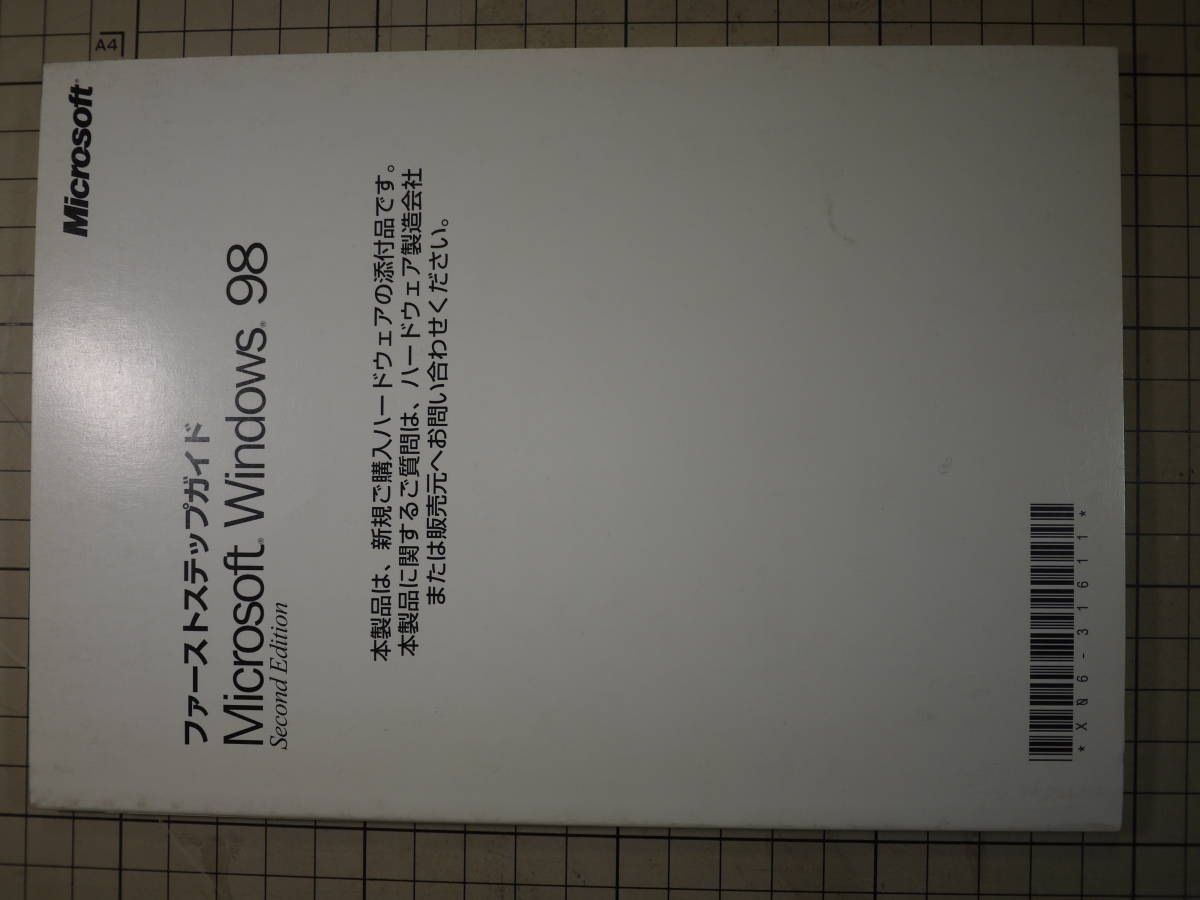 Microsoft®
ファーストステップガイド
Microsoft® Windows® 98
Second Edition
本製品は、新規ご購入ハードウェアの添付品です。
本製品に関するご質問は、ハードウェア製造会社
または販売元へお問い合わせください。
*X06-31611*
A4